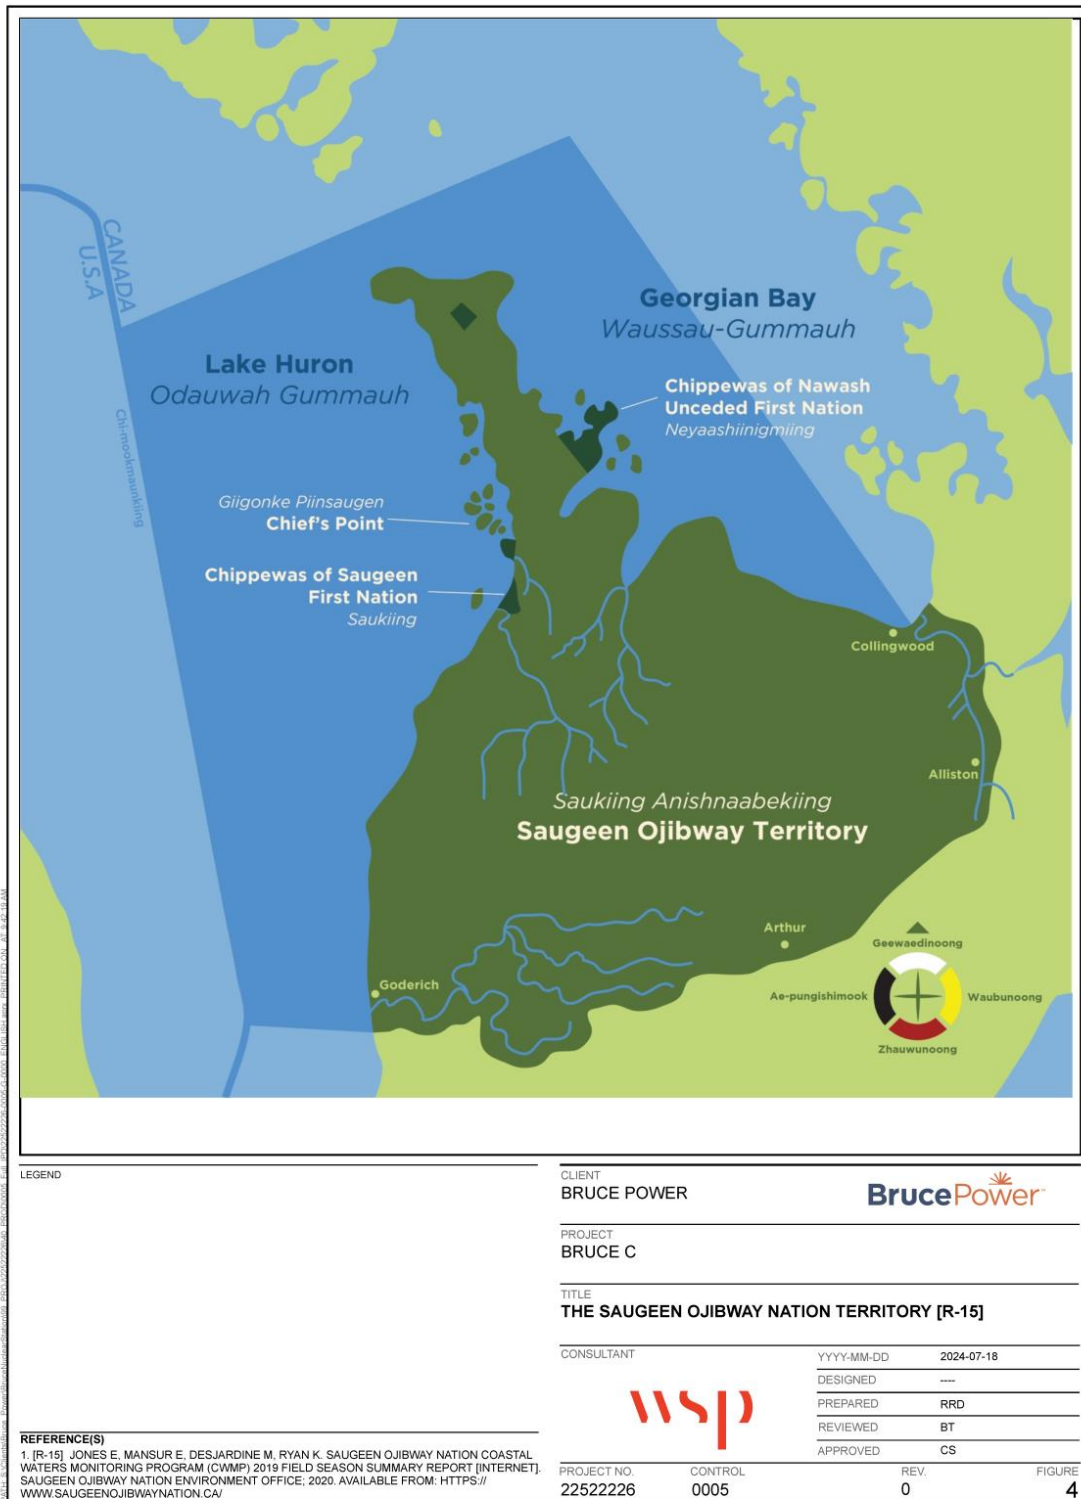 CANADA
U.S.A
Georgian Bay
Waussau-Gummauh
Lake Huron
Odauwah Gummauh
Chi-mookmaunkiing
Chippewas of Nawash
Unceded First Nation
Neyaashiinigmiing
Giigonke Piinsaugen
Chief's Point
Chippewas of Saugeen
First Nation
Saukiing
Collingwood
Alliston
Saukiing Anishnaabekiing
Saugeen Ojibway Territory
Arthur
Goderich
Geewaedinoong
Ae-pungishimook
Waubunoong
Zhauwunoong
LEGEND
REFERENCE(S)
1. [R-15] JONES E, MANSUR E, DESJARDINE M, RYAN K. SAUGEEN OJIBWAY NATION COASTAL
WATERS MONITORING PROGRAM (CWMP) 2019 FIELD SEASON SUMMARY REPORT [INTERNET].
SAUGEEN OJIBWAY NATION ENVIRONMENT OFFICE; 2020. AVAILABLE FROM: HTTPS://
WWW.SAUGEENOJIBWAYNATION.CA/
CLIENT
BRUCE POWER
BrucePower
PROJECT
BRUCE C
TITLE
THE SAUGEEN OJIBWAY NATION TERRITORY [R-15]
CONSULTANT
wsp
YYYY-MM-DD 2024-07-18
DESIGNED ----
PREPARED RRD
REVIEWED BT
APPROVED CS
PROJECT NO. CONTROL REV. FIGURE
22522226 0005 0 4